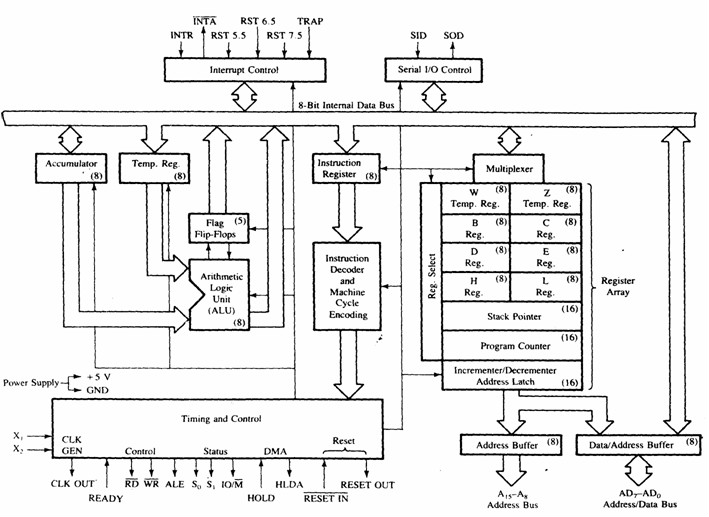 INTA
RST 6.5 TRAP
INTR RST 5.5 RST 7.5
SID SOD
Interrupt Control
Serial I/O Control
8-Bit Internal Data Bus
Accumulator (8)
Temp. Reg. (8)
Instruction
Register (8)
Multiplexer
Flag (5)
Flip-Flops
Arithmetic
Logic
Unit
(ALU) (8)
Instruction
Decoder
and
Machine
Cycle
Encoding
Reg. Select
W (8)
Temp. Reg.
Z (8)
Temp. Reg.
B (8)
Reg.
C (8)
Reg.
D (8)
Reg.
E (8)
Reg.
H (8)
Reg.
L (8)
Reg.
Stack Pointer (16)
Program Counter (16)
Incrementer/Decrementer
Address Latch (16)
Register
Array
Power Supply
+5 V
GND
Timing and Control
X₁
X₂
CLK
GEN
Control Status DMA Reset
CLK OUT
READY
RD WR ALE S₀ S₁ IO/M
HOLD
HLDA
RESET IN
RESET OUT
Address Buffer (8)
Data/Address Buffer (8)
A₁₅–A₈
Address Bus
AD₇–AD₀
Address/Data Bus